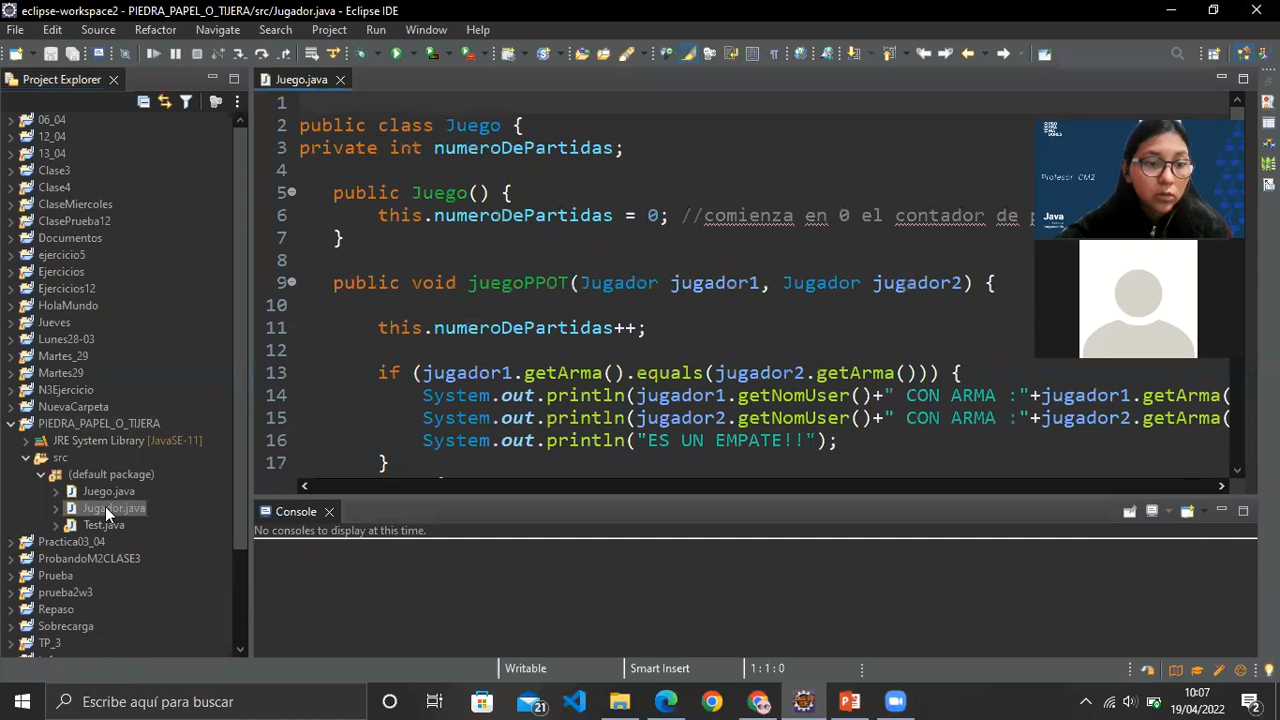 eclipse-workspace2 - PIEDRA_PAPEL_O_TIJERA/src/Jugador.java - Eclipse IDE
File Edit Source Refactor Navigate Search Project Run Window Help
Project Explorer
06_04
12_04
13_04
Clase3
Clase4
ClaseMiercoles
ClasePrueba12
Documentos
ejercicio5
Ejercicios
Ejercicios12
HolaMundo
Jueves
Lunes28-03
Martes_29
Martes29
N3Ejercicio
NuevaCarpeta
PIEDRA_PAPEL_O_TIJERA
JRE System Library [JavaSE-11]
src
(default package)
Juego.java
Jugador.java
Test.java
Practica03_04
ProbandoM2CLASE3
Prueba
prueba2w3
Repaso
Sobrecarga
TP_3
Juego.java
1
2 public class Juego {
3 private int numeroDePartidas;
4
5 public Juego() {
6 this.numeroDePartidas = 0; //comienza en 0 el contador de p
7 }
8
9 public void juegoPPOT(Jugador jugador1, Jugador jugador2) {
10
11 this.numeroDePartidas++;
12
13 if (jugador1.getArma().equals(jugador2.getArma())) {
14 System.out.println(jugador1.getNomUser()+" CON ARMA :"+jugador1.getArma(
15 System.out.println(jugador2.getNomUser()+" CON ARMA :"+jugador2.getArma(
16 System.out.println("ES UN EMPATE!!");
17 }
Profesor CM2
Java
Console
No consoles to display at this time.
Writable Smart Insert 1 : 1 : 0
Escribe aquí para buscar
21
10:07
19/04/2022
2